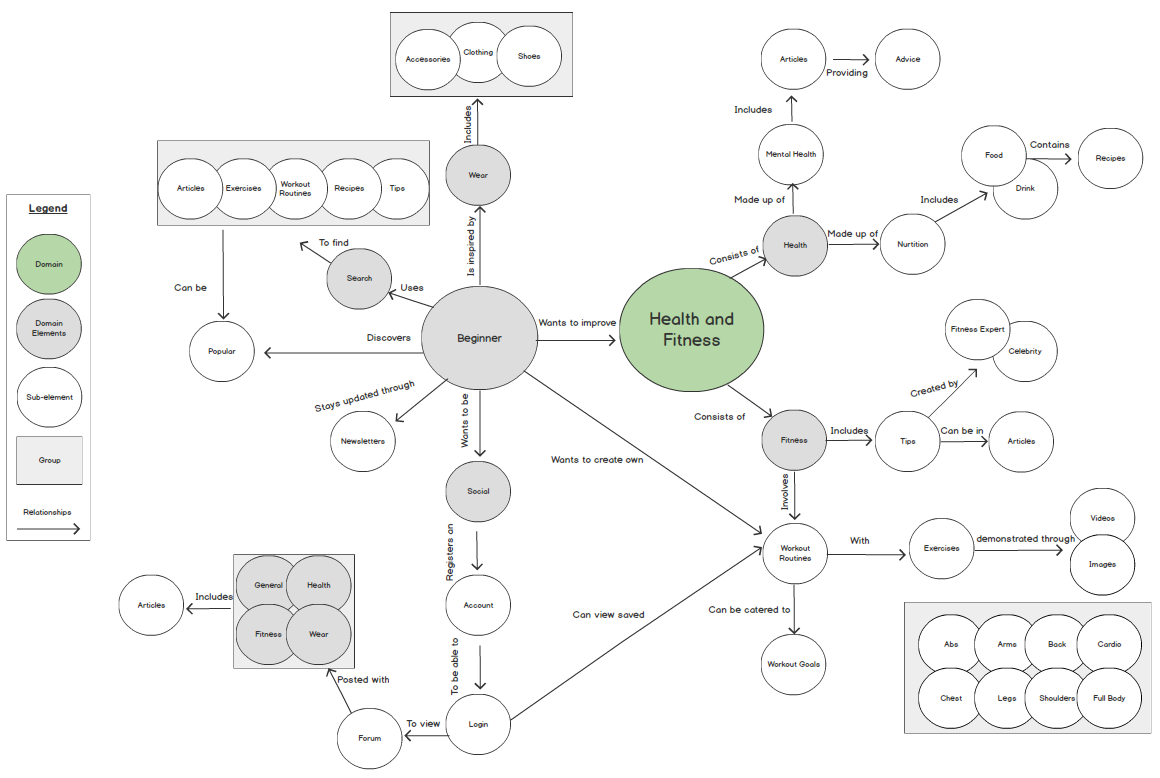 Accessories
Clothing
Shoes
Includes
Wear
Is inspired by
Articles
Exercises
Workout
Routines
Recipes
Tips
To find
Search
Uses
Can be
Popular
Discovers
Beginner
Wants to improve
Health and
Fitness
Stays updated through
Newsletters
Wants to be
Social
Registers an
Account
To be able to
Login
To view
Forum
Posted with
General
Health
Fitness
Wear
Includes
Articles
Wants to create own
Can view saved
Legend
Domain
Domain
Elements
Sub-element
Group
Relationships
Articles
Providing
Advice
Includes
Mental Health
Made up of
Consists of
Health
Made up of
Nurtition
Includes
Food
Drink
Contains
Recipes
Consists of
Fitness
Includes
Tips
Created by
Fitness Expert
Celebrity
Can be in
Articles
Involves
Workout
Routines
With
Exercises
demonstrated through
Videos
Images
Can be catered to
Workout Goals
Abs
Arms
Back
Cardio
Chest
Legs
Shoulders
Full Body